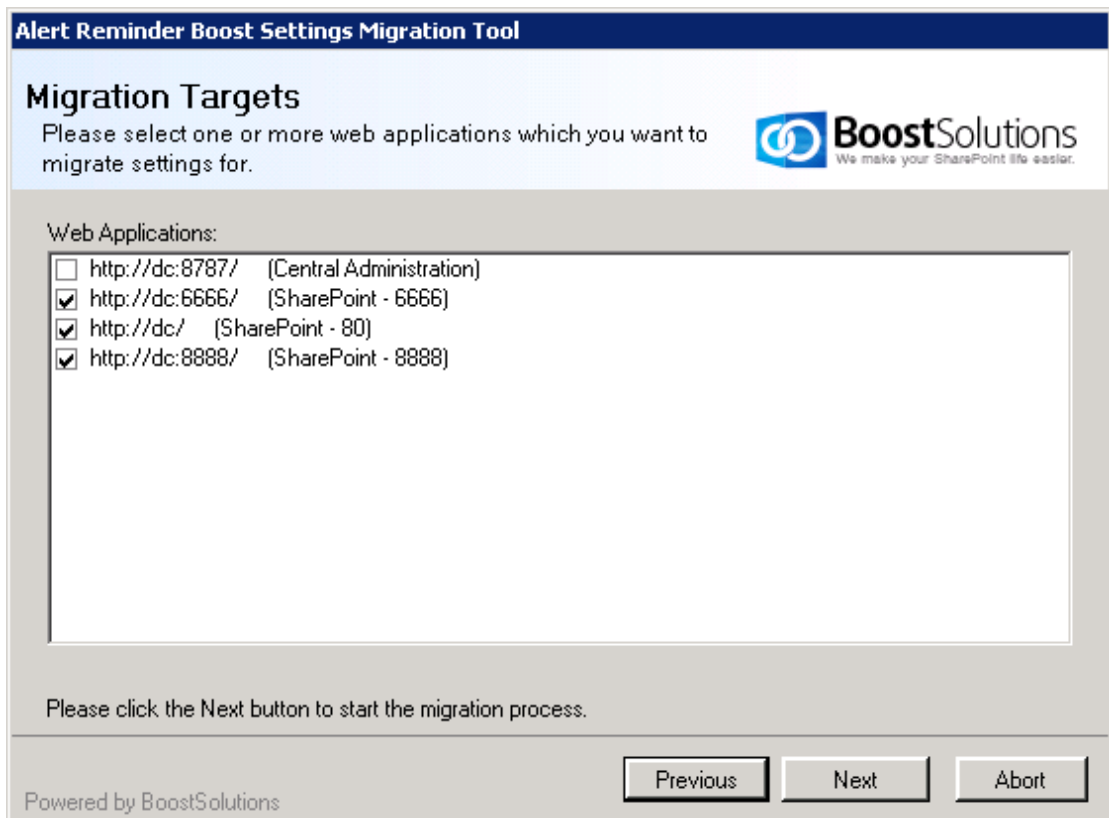 Alert Reminder Boost Settings Migration Tool
Migration Targets
Please select one or more web applications which you want to
migrate settings for.
BoostSolutions
We make your SharePoint life easier.
Web Applications:
http://dc:8787/ (Central Administration)
http://dc:6666/ (SharePoint - 6666)
http://dc/ (SharePoint - 80)
http://dc:8888/ (SharePoint - 8888)
Please click the Next button to start the migration process.
Previous Next Abort
Powered by BoostSolutions